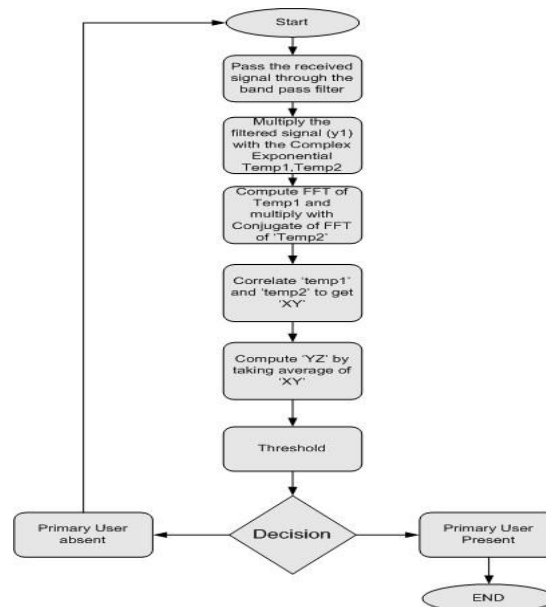 Start
Pass the received
signal through the
band pass filter
Multiply the
filtered signal (y1)
with the Complex
Exponential
Temp1,Temp2
Compute FFT of
Temp1 and
multiply with
Conjugate of FFT
of 'Temp2'
Correlate 'temp1'
and 'temp2' to get
'XY'
Compute 'YZ' by
taking average of
'XY'
Threshold
Primary User
absent
Decision
Primary User
Present
END